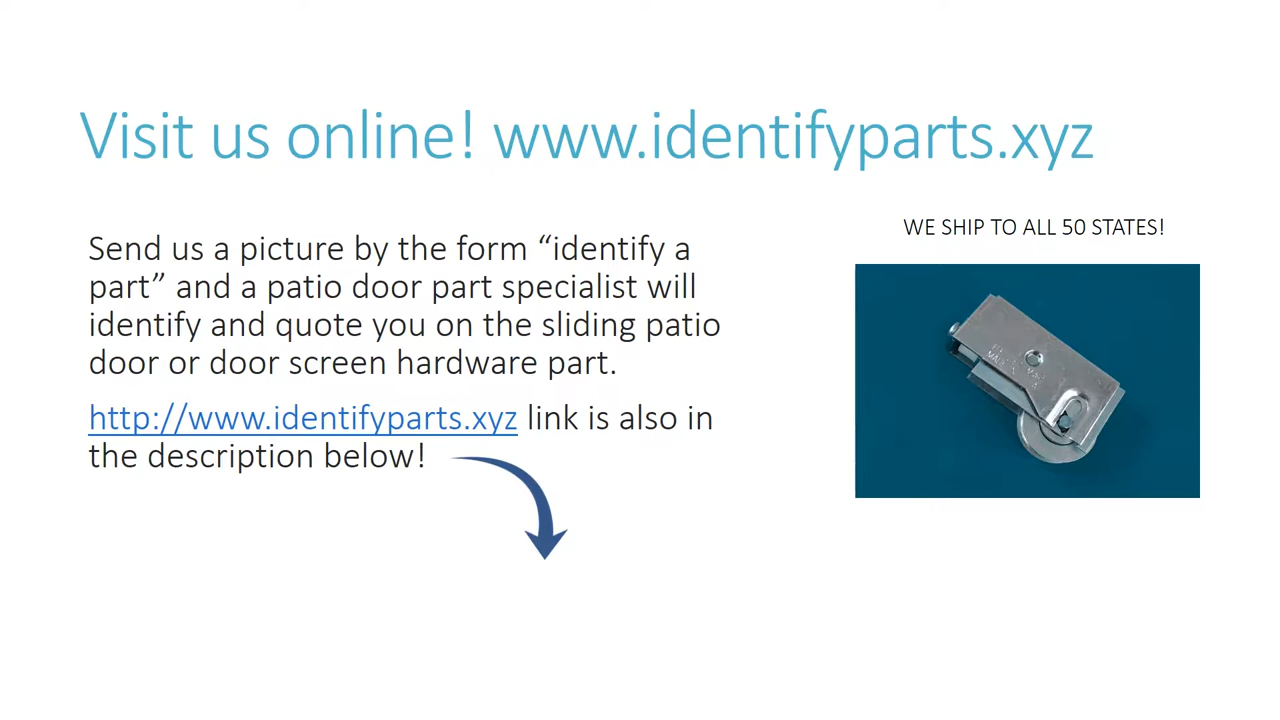 Visit us online! www.identifyparts.xyz
WE SHIP TO ALL 50 STATES!
Send us a picture by the form “identify a
part” and a patio door part specialist will
identify and quote you on the sliding patio
door or door screen hardware part.
http://www.identifyparts.xyz link is also in
the description below!